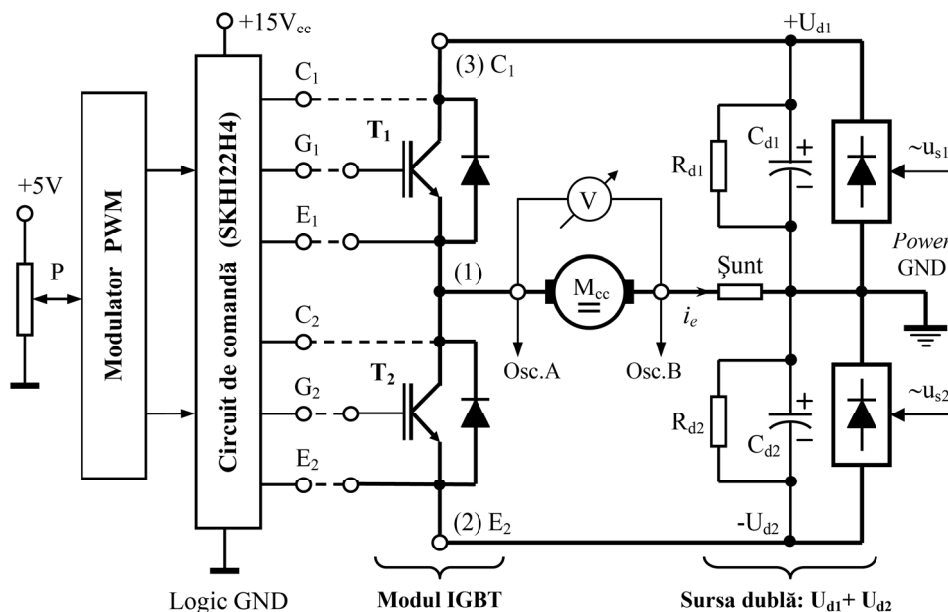 +15Vcc
+5V
P
Modulator PWM
Circuit de comandă (SKHI22H4)
Logic GND
C1
G1
E1
C2
G2
E2
(3) C1
T1
(1)
T2
(2) E2
Modul IGBT
V
Mcc
Osc.A
Osc.B
ie
Şunt
+Ud1
Rd1
Cd1
+
−
~us1
Power
GND
Rd2
Cd2
+
−
~us2
-Ud2
Sursa dublă: Ud1+ Ud2